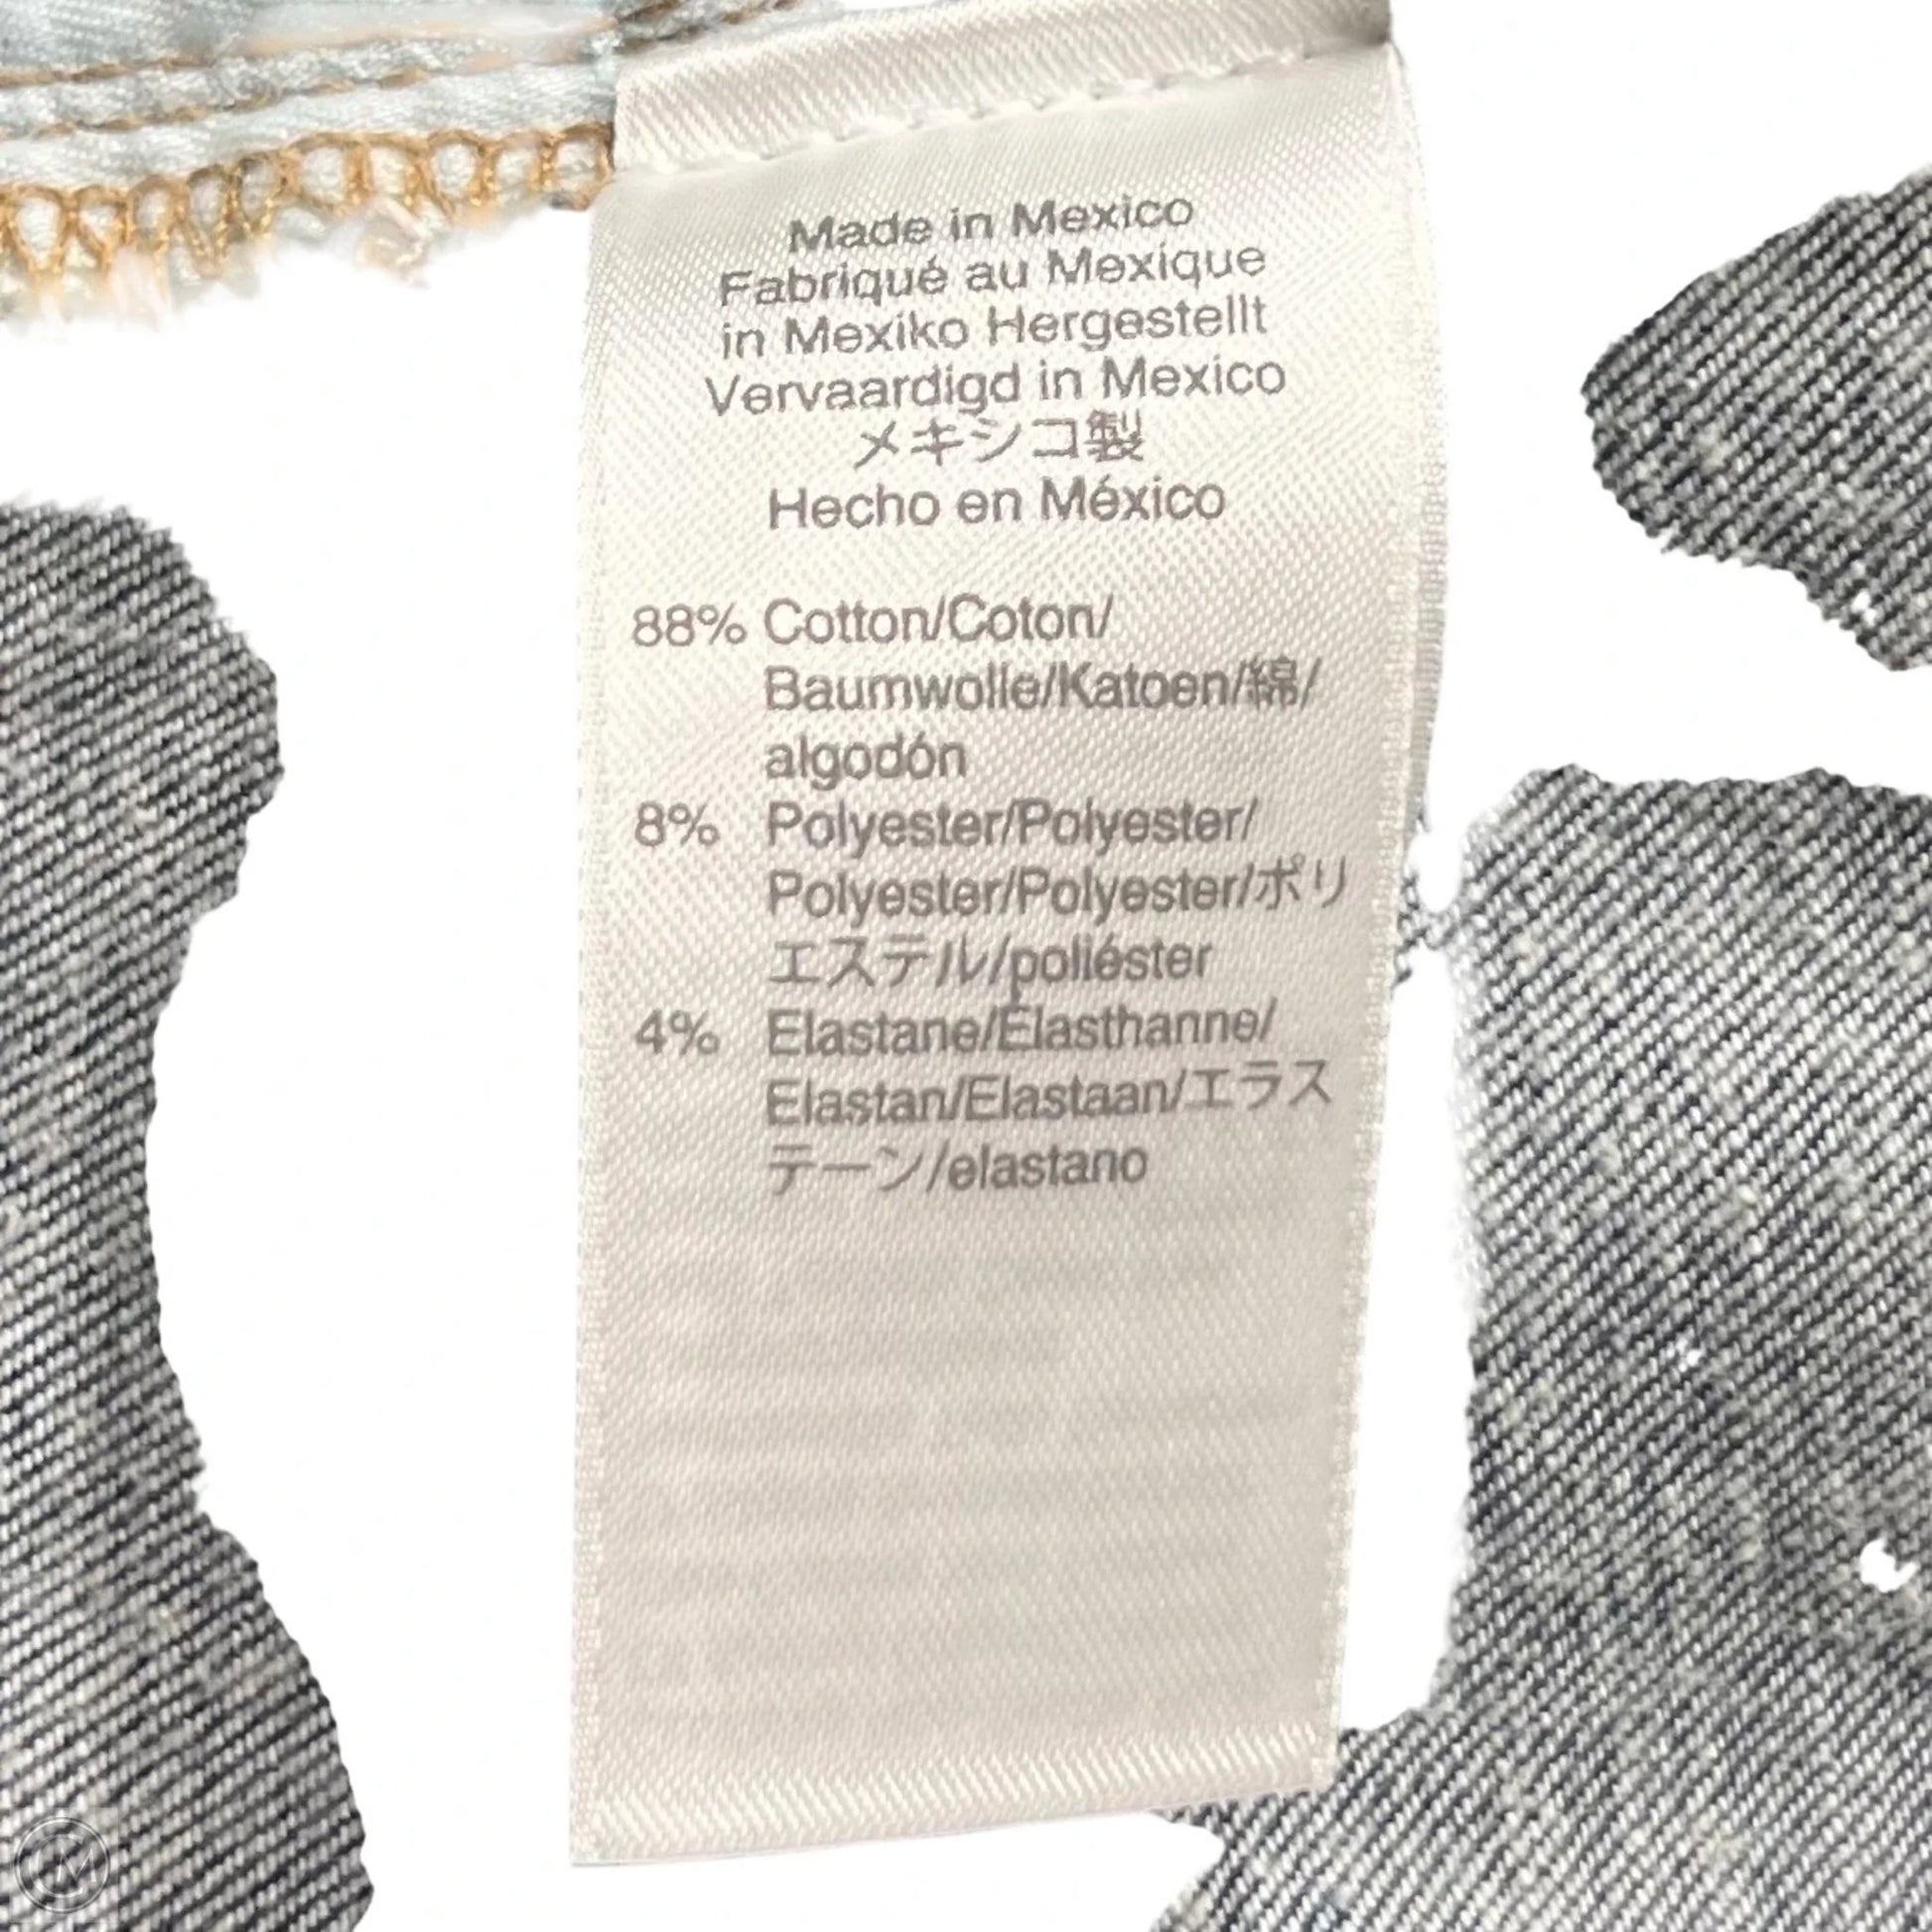 Made in Mexico
Fabriqué au Mexique
in Mexiko Hergestellt
Vervaardigd in Mexico
メキシコ製
Hecho en México
88% Cotton/Coton/
Baumwolle/Katoen/綿/
algodón
8% Polyester/Polyester/
Polyester/Polyester/ポリ
エステル/poliéster
4% Elastane/Élasthanne/
Elastan/Elastaan/エラス
テーン/elastano